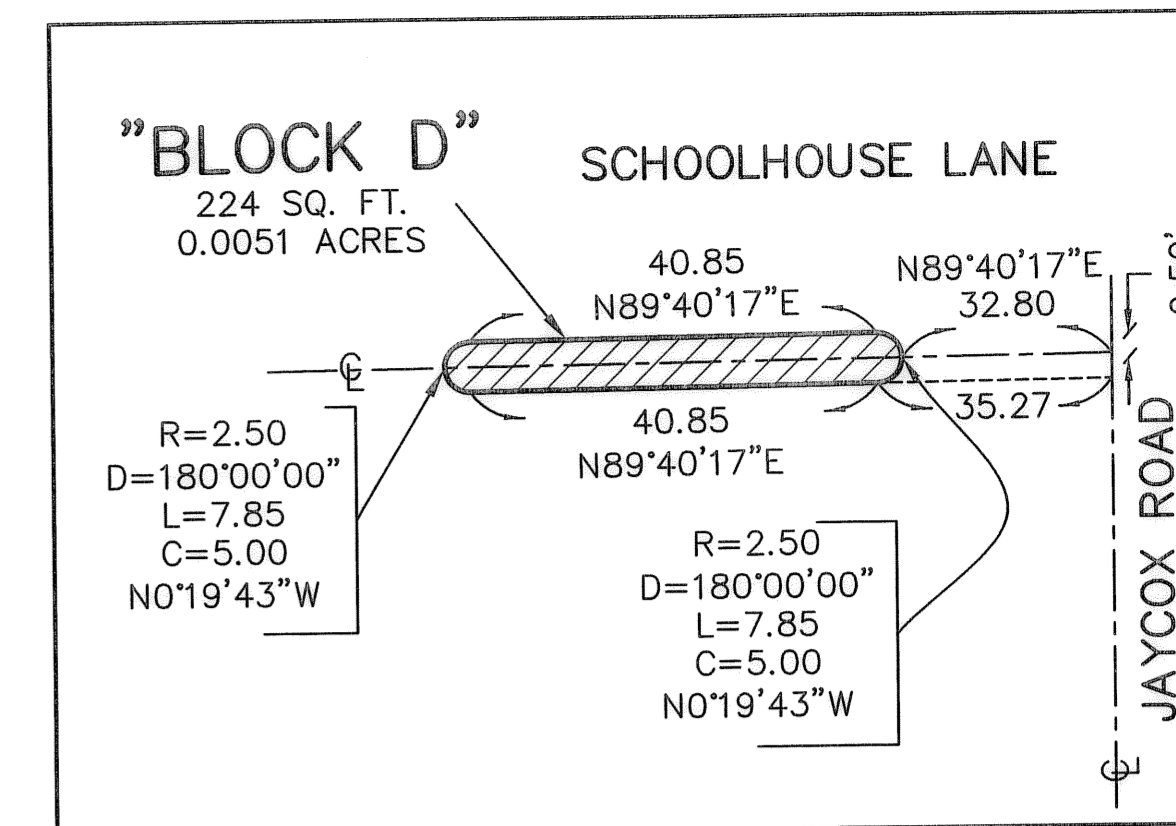 "BLOCK D"
224 SQ. FT.
0.0051 ACRES
SCHOOLHOUSE LANE
40.85
N89°40'17"E
N89°40'17"E
32.80
℄
40.85
N89°40'17"E
35.27
R=2.50
D=180°00'00"
L=7.85
C=5.00
N0°19'43"W
R=2.50
D=180°00'00"
L=7.85
C=5.00
N0°19'43"W
JAYCOX ROAD
℄